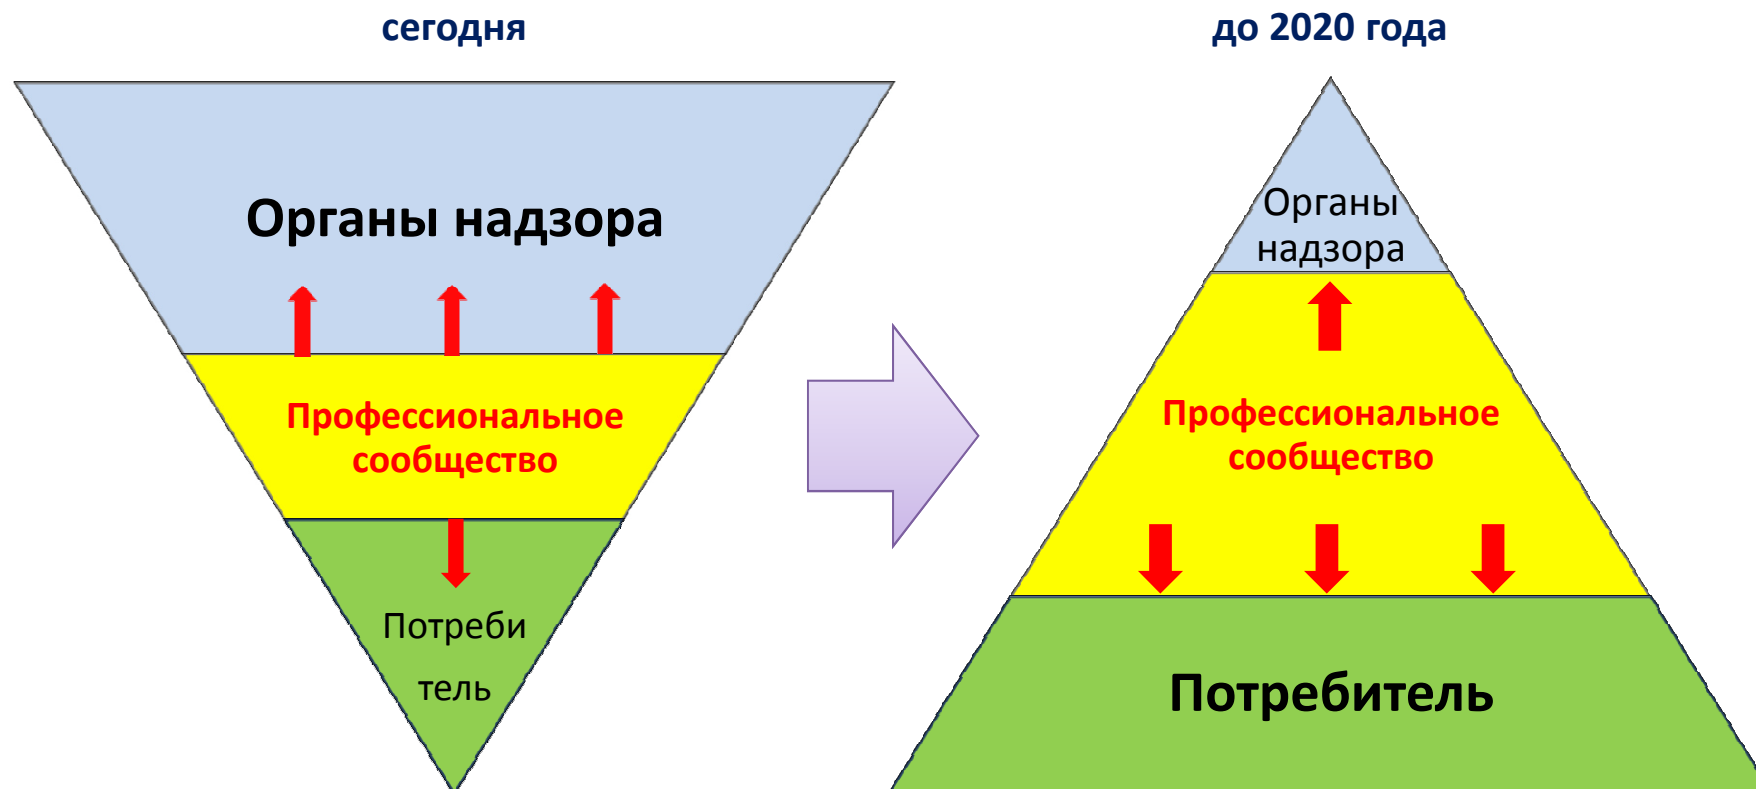 сегодня
Органы надзора
Профессиональное
сообщество
Потреби
тель
до 2020 года
Органы
надзора
Профессиональное
сообщество
Потребитель